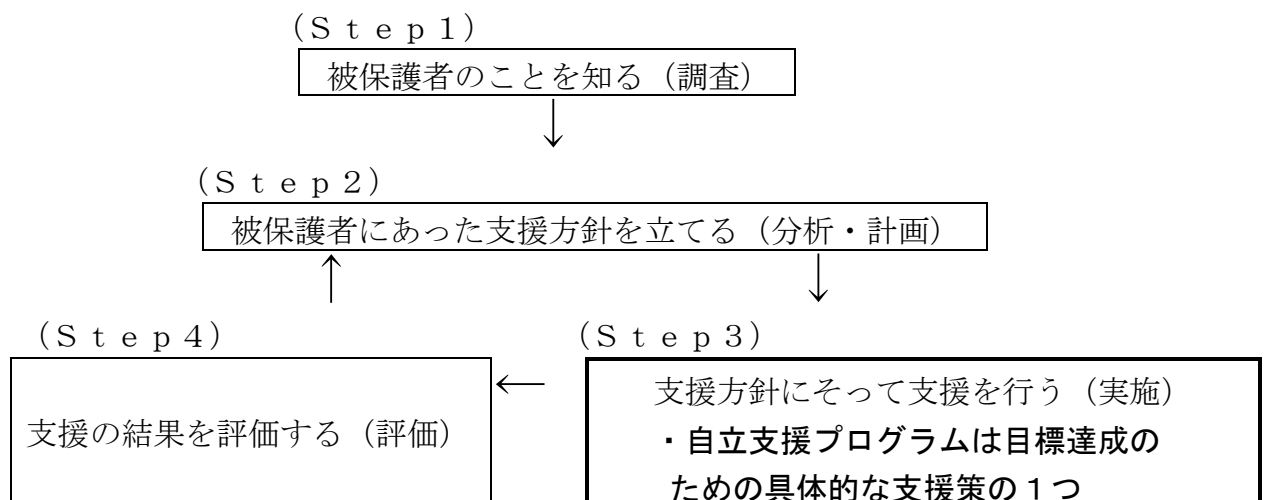 (Ｓｔｅｐ１)
被保護者のことを知る（調査）
↓
(Ｓｔｅｐ２)
被保護者にあった支援方針を立てる（分析・計画）
↑ ↓
(Ｓｔｅｐ４) (Ｓｔｅｐ３)
←
支援方針にそって支援を行う（実施）
支援の結果を評価する（評価）
・自立支援プログラムは目標達成の
ための具体的な支援策の１つ